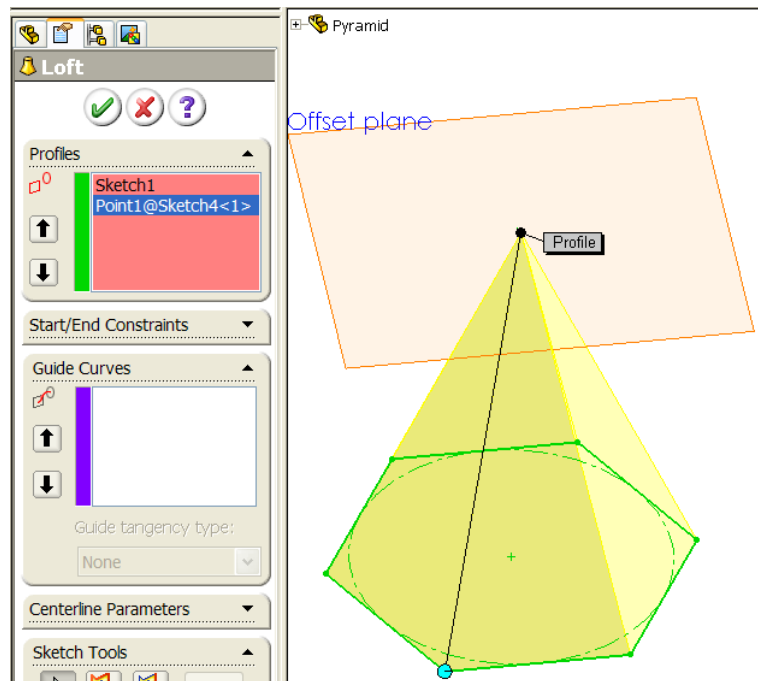 Pyramid
Loft
?
Offset plane
Profiles
Sketch1
Point1@Sketch4<1>
Profile
Start/End Constraints
Guide Curves
Guide tangency type:
None
Centerline Parameters
Sketch Tools